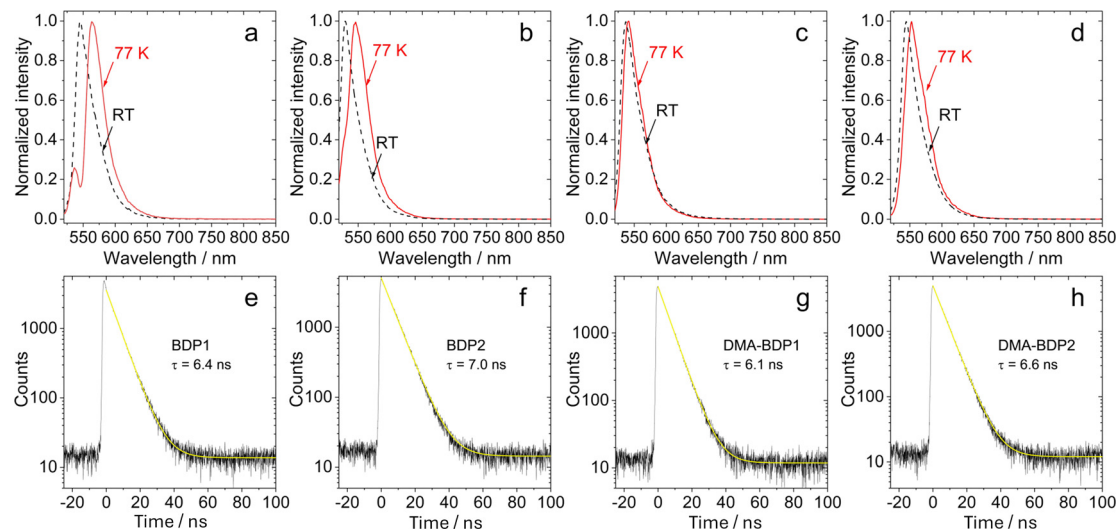 a
77 K
RT
Normalized intensity
1.0
0.8
0.6
0.4
0.2
0.0
550 600 650 700 750 800 850
Wavelength / nm
b
77 K
RT
Normalized intensity
1.0
0.8
0.6
0.4
0.2
0.0
550 600 650 700 750 800 850
Wavelength / nm
c
77 K
RT
Normalized intensity
1.0
0.8
0.6
0.4
0.2
0.0
550 600 650 700 750 800 850
Wavelength / nm
d
77 K
RT
Normalized intensity
1.0
0.8
0.6
0.4
0.2
0.0
550 600 650 700 750 800 850
Wavelength / nm
e
BDP1
τ = 6.4 ns
Counts
1000
100
10
-20 0 20 40 60 80 100
Time / ns
f
BDP2
τ = 7.0 ns
Counts
1000
100
10
-20 0 20 40 60 80 100
Time / ns
g
DMA-BDP1
τ = 6.1 ns
Counts
1000
100
10
-20 0 20 40 60 80 100
Time / ns
h
DMA-BDP2
τ = 6.6 ns
Counts
1000
100
10
-20 0 20 40 60 80 100
Time / ns